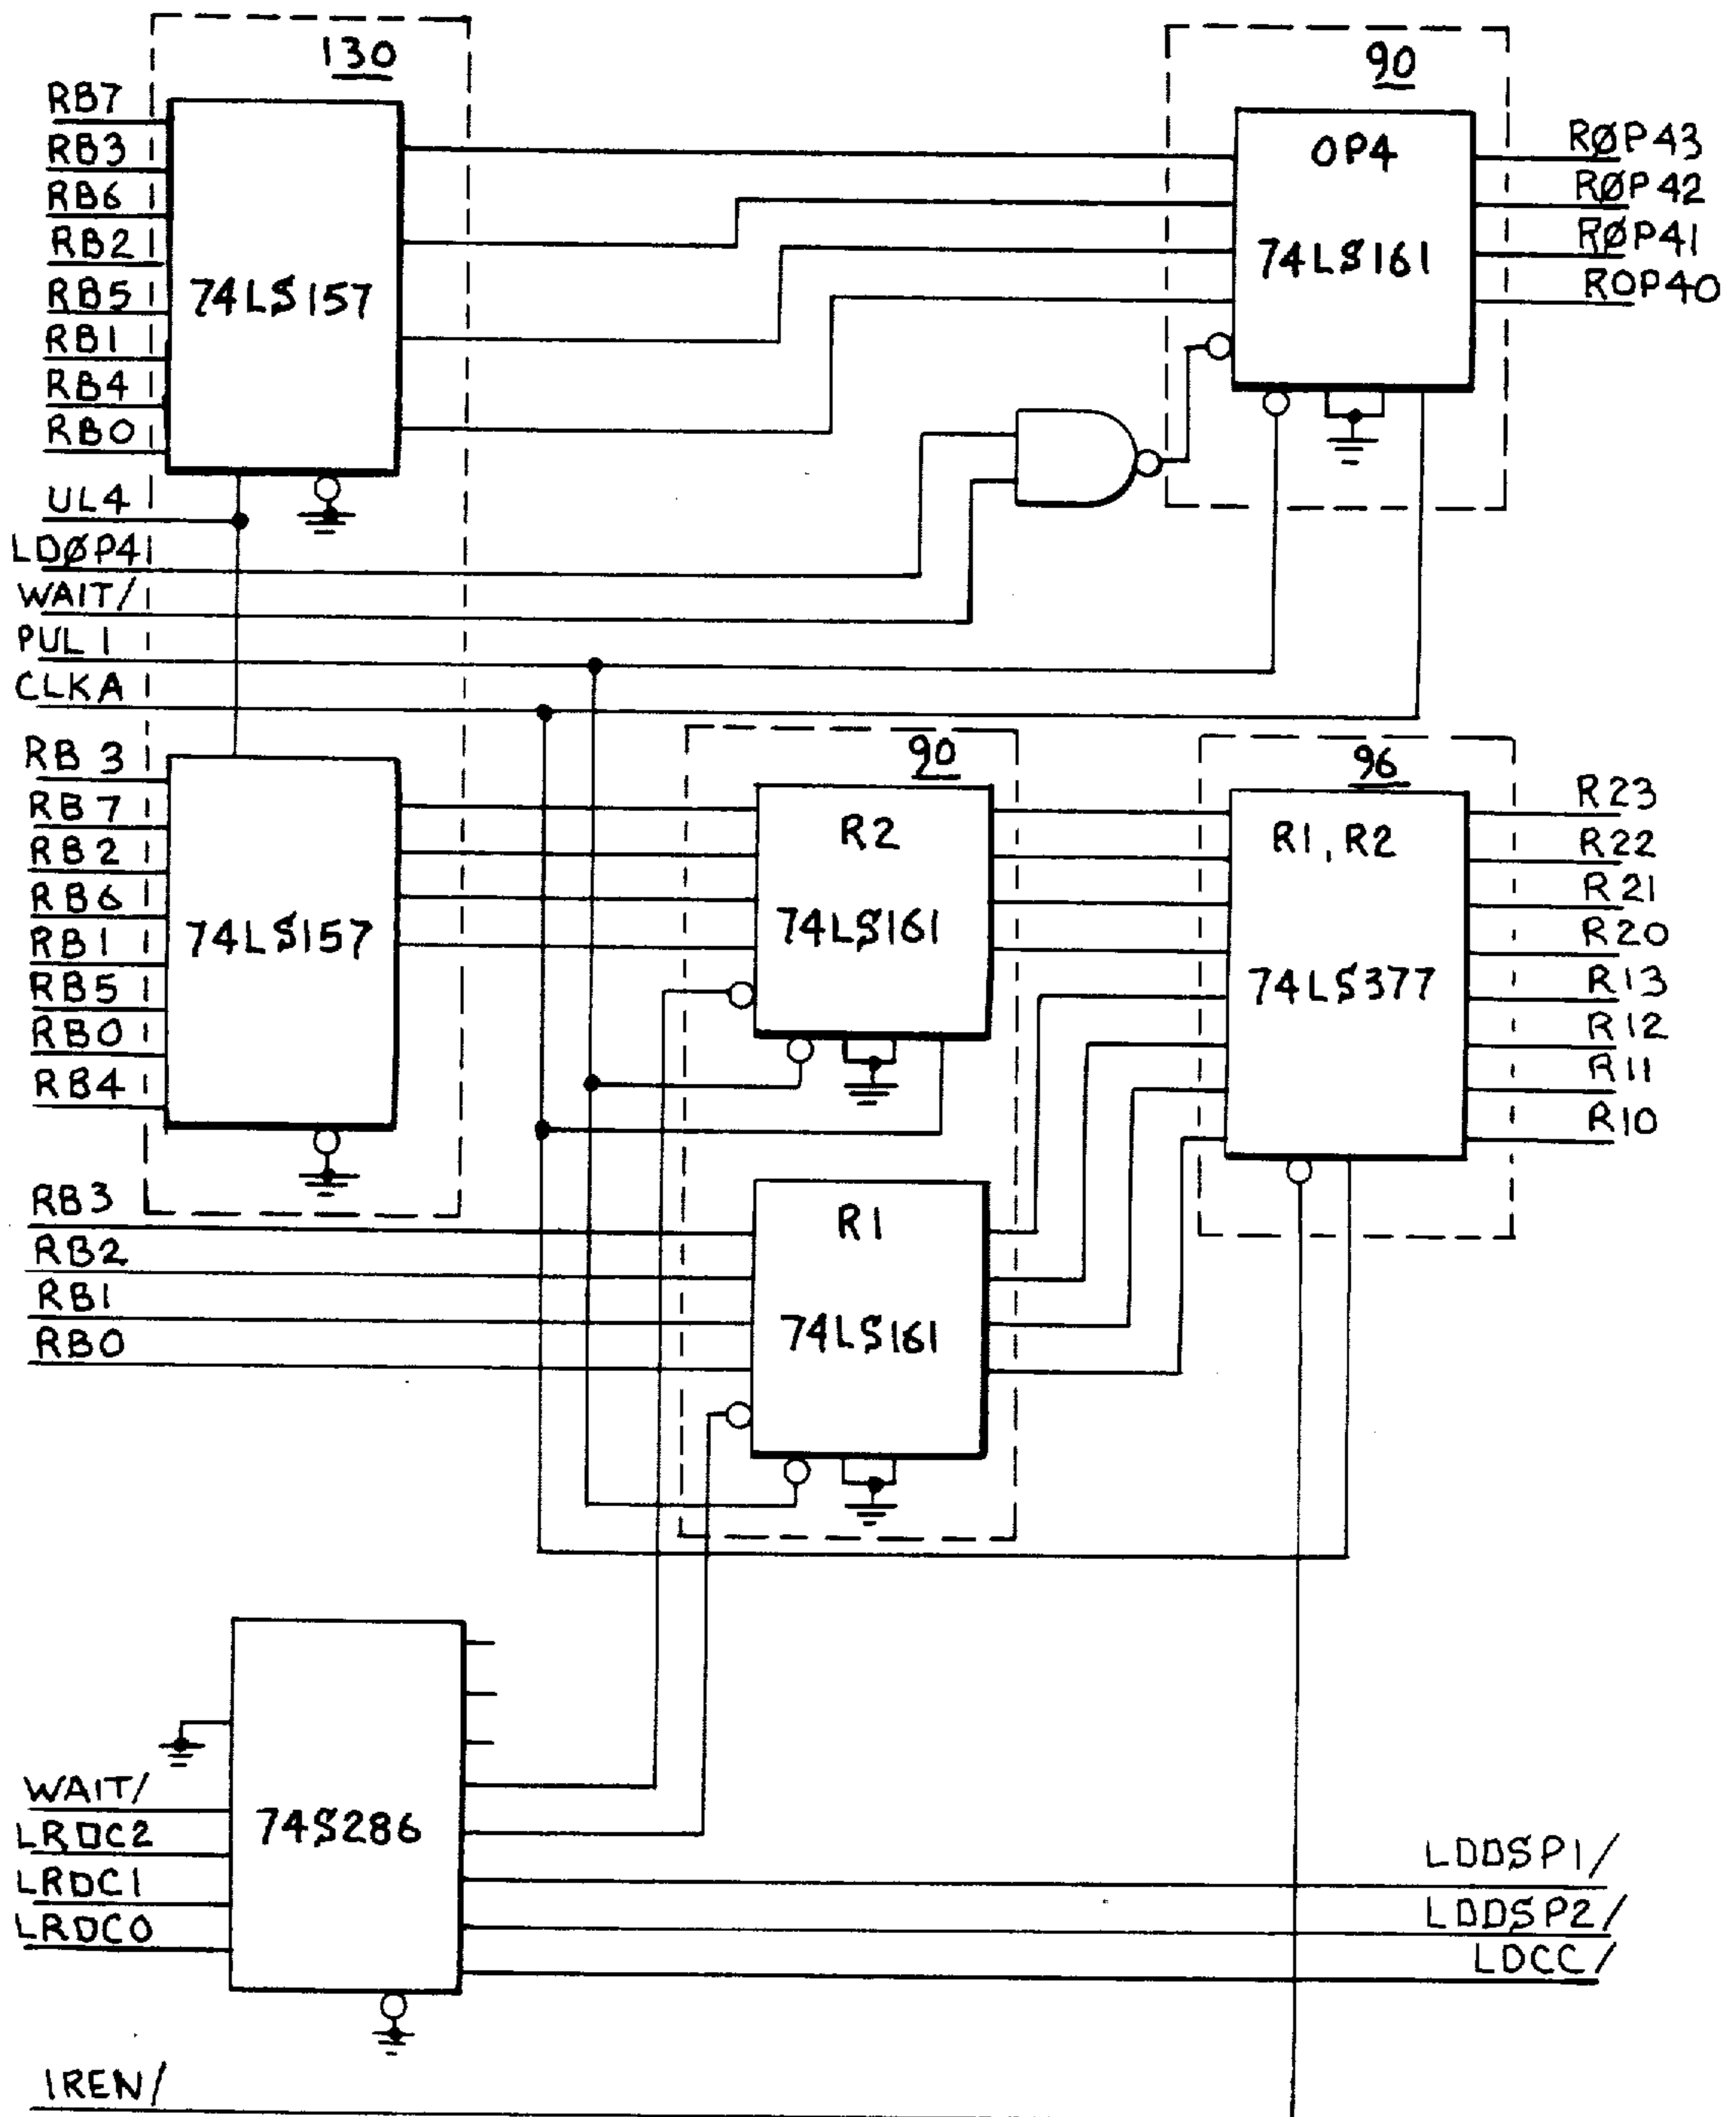 130
90
RB7
RB3
RB6
RB2
RB5
RB1
RB4
RB0
74LS157
OP4
74LS161
RØP43
RØP42
RØP41
ROP40
UL4
LDØP4
WAIT/
PUL1
CLKA
RB3
RB7
RB2
RB6
RB1
RB5
RB0
RB4
74LS157
90
R2
74LS161
96
R1, R2
74LS377
R23
R22
R21
R20
R13
R12
R11
R10
RB3
RB2
RB1
RB0
R1
74LS161
WAIT/
LRDC2
LRDC1
LRDC0
74S286
LDDSP1/
LDDSP2/
LDCC/
IREN/